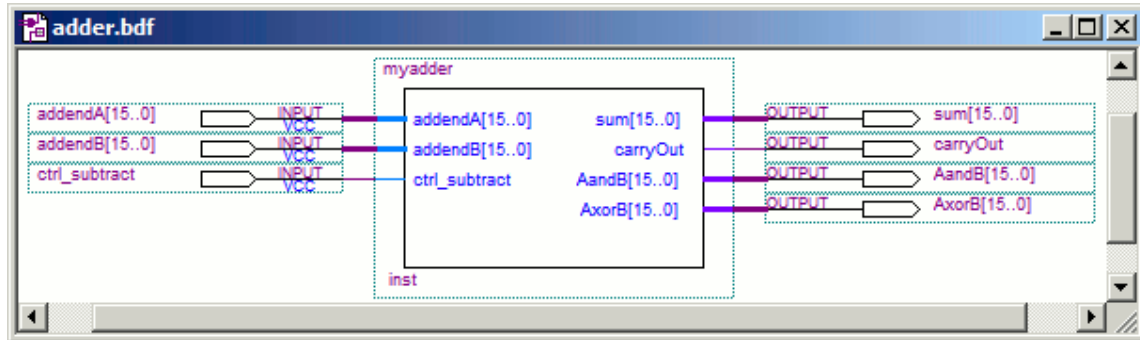 adder.bdf
myadder
addendA[15..0] INPUT VCC addendA[15..0] sum[15..0] OUTPUT sum[15..0]
addendB[15..0] INPUT VCC addendB[15..0] carryOut OUTPUT carryOut
ctrl_subtract INPUT VCC ctrl_subtract AandB[15..0] OUTPUT AandB[15..0]
AxorB[15..0] OUTPUT AxorB[15..0]
inst